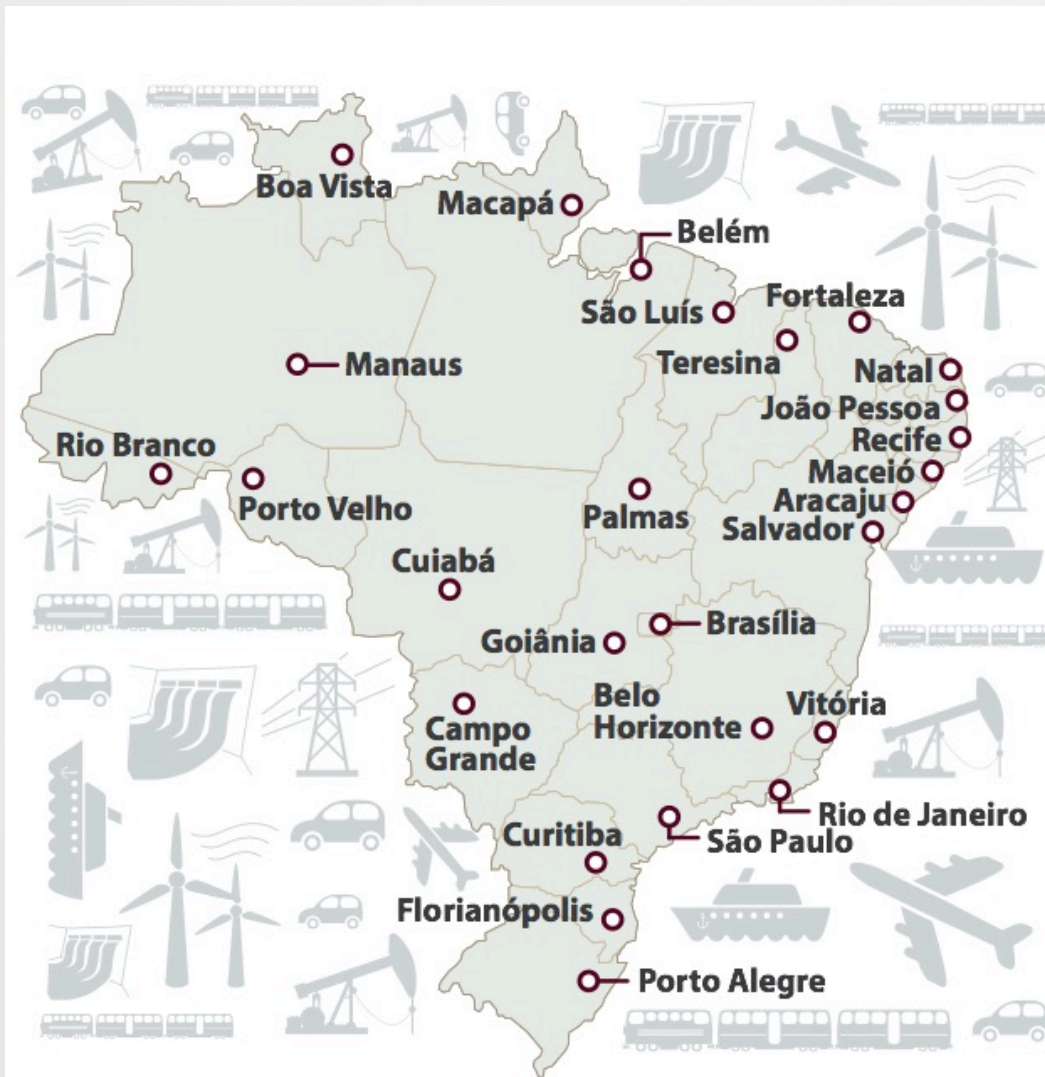 Boa Vista
Macapá
Belém
São Luís
Fortaleza
Teresina
Manaus
Natal
João Pessoa
Recife
Rio Branco
Maceió
Porto Velho
Palmas
Aracaju
Salvador
Cuiabá
Goiânia
Brasília
Belo
Horizonte
Vitória
Campo
Grande
Rio de Janeiro
Curitiba
São Paulo
Florianópolis
Porto Alegre